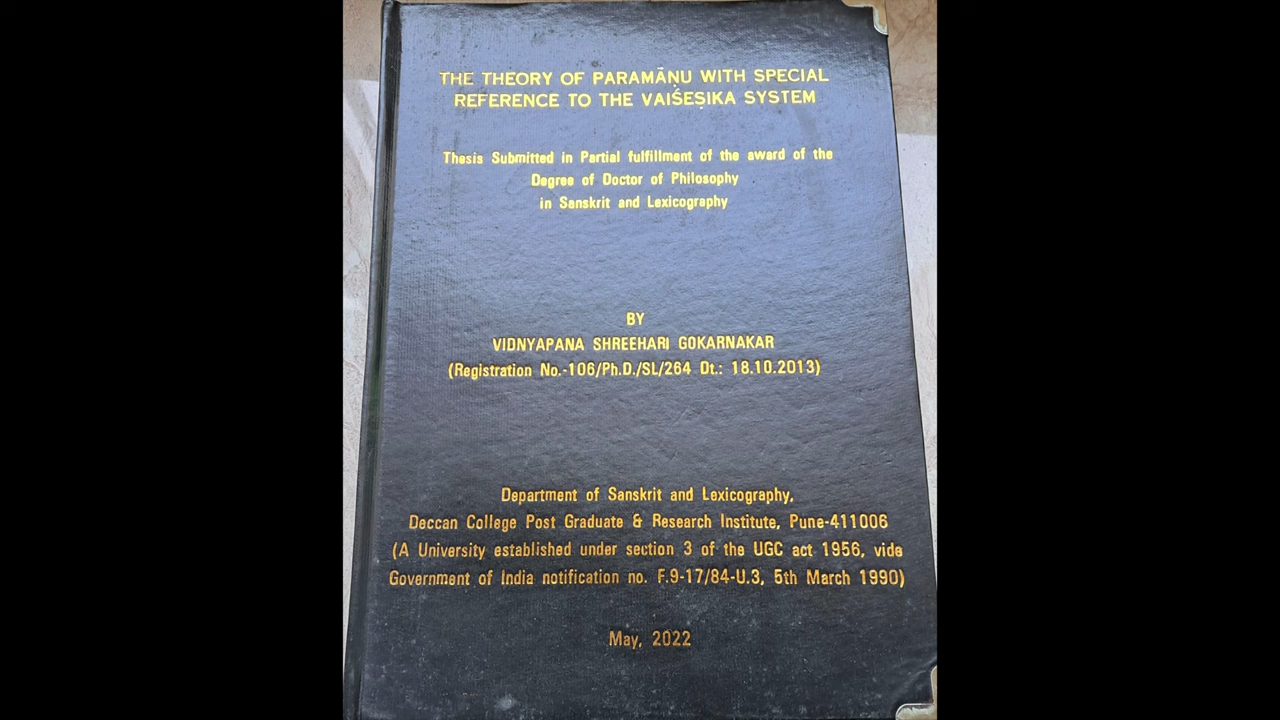 THE THEORY OF PARAMĀṆU WITH SPECIAL
REFERENCE TO THE VAIŚEṢIKA SYSTEM
Thesis Submitted in Partial fulfillment of the award of the
Degree of Doctor of Philosophy
in Sanskrit and Lexicography
BY
VIDNYAPANA SHREEHARI GOKARNAKAR
(Registration No.-106/Ph.D./SL/264 Dt.: 18.10.2013)
Department of Sanskrit and Lexicography,
Deccan College Post Graduate & Research Institute, Pune-411006
(A University established under section 3 of the UGC act 1956, vide
Government of India notification no. F.9-17/84-U.3, 5th March 1990)
May, 2022